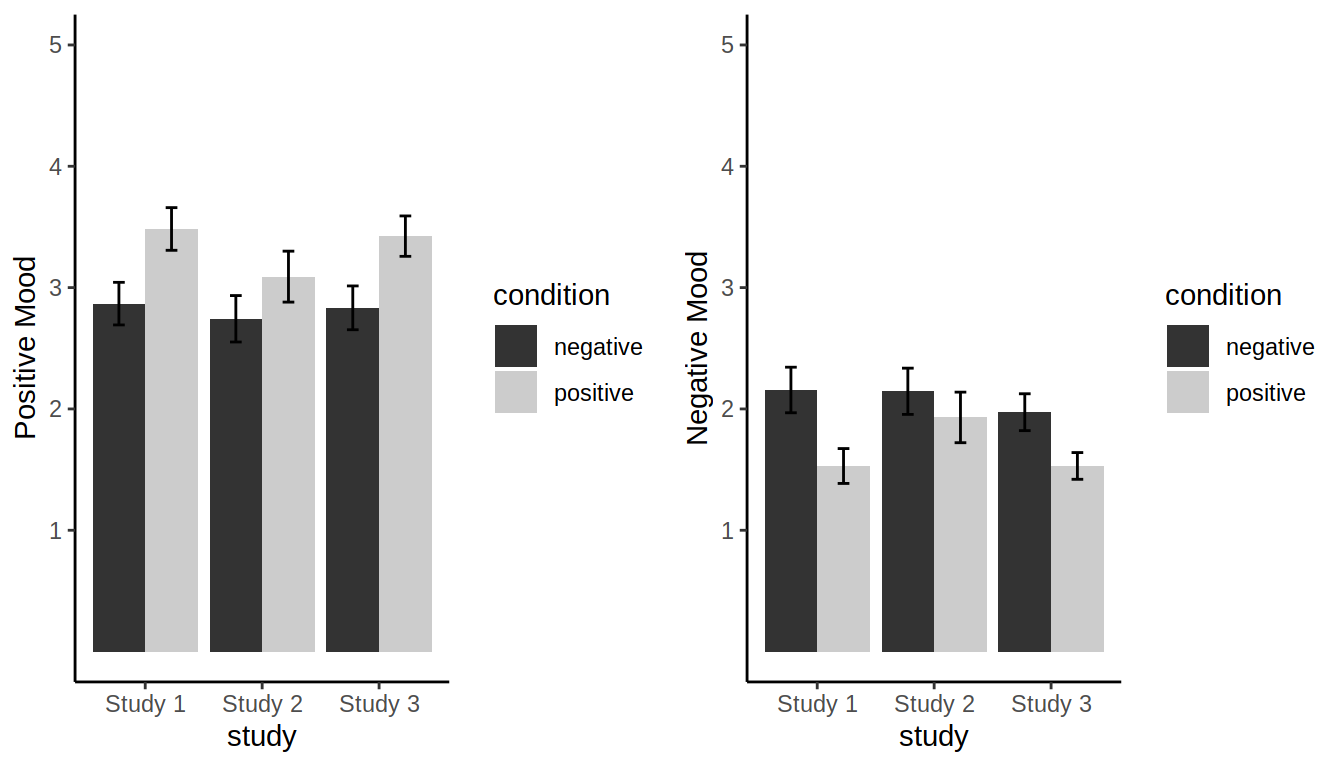 Positive Mood
5
4
3
2
1
Study 1 Study 2 Study 3
study
condition
negative
positive
Negative Mood
5
4
3
2
1
Study 1 Study 2 Study 3
study
condition
negative
positive